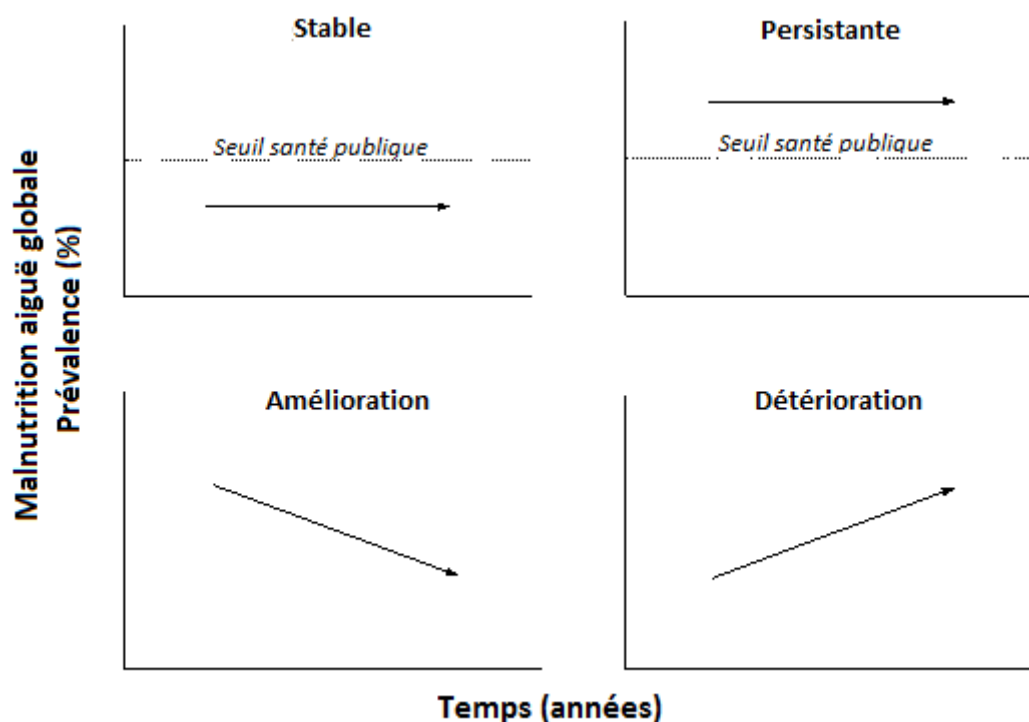 Stable
Persistante
Seuil santé publique
Seuil santé publique
Malnutrition aiguë globale
Prévalence (%)
Amélioration
Détérioration
Temps (années)